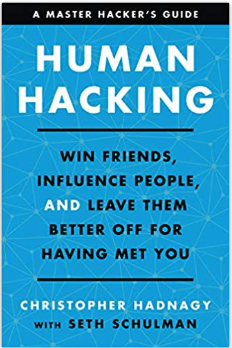 A MASTER HACKER'S GUIDE
HUMAN
HACKING
WIN FRIENDS,
INFLUENCE PEOPLE,
AND LEAVE THEM
BETTER OFF FOR
HAVING MET YOU
CHRISTOPHER HADNAGY
WITH SETH SCHULMAN